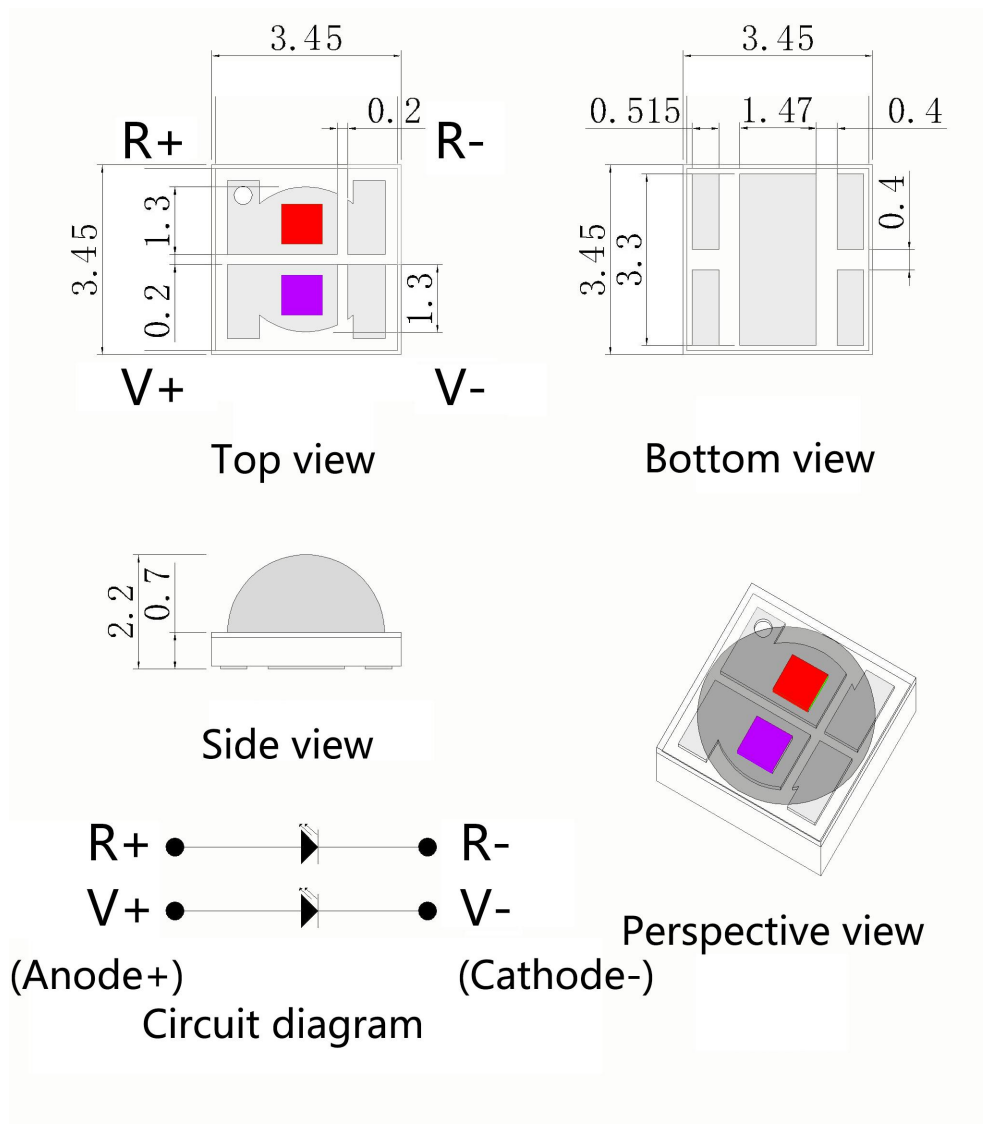 3.45
0.2
R+
R-
3.45
1.3
0.2
1.3
V+
V-
Top view
3.45
0.515
1.47
0.4
0.4
3.45
3.3
Bottom view
2.2
0.7
Side view
Perspective view
R+
R-
V+
V-
(Anode+)
(Cathode-)
Circuit diagram